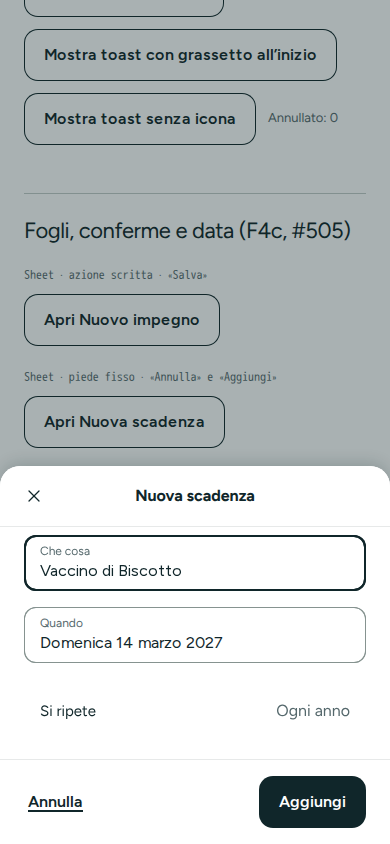 Mostra toast con grassetto all’inizio
Mostra toast senza icona
Annullato: 0
Fogli, conferme e data (F4c, #505)
Sheet · azione scritta · «Salva»
Apri Nuovo impegno
Sheet · piede fisso · «Annulla» e «Aggiungi»
Apri Nuova scadenza
Nuova scadenza
Che cosa
Vaccino di Biscotto
Quando
Domenica 14 marzo 2027
Si ripete
Ogni anno
Annulla
Aggiungi